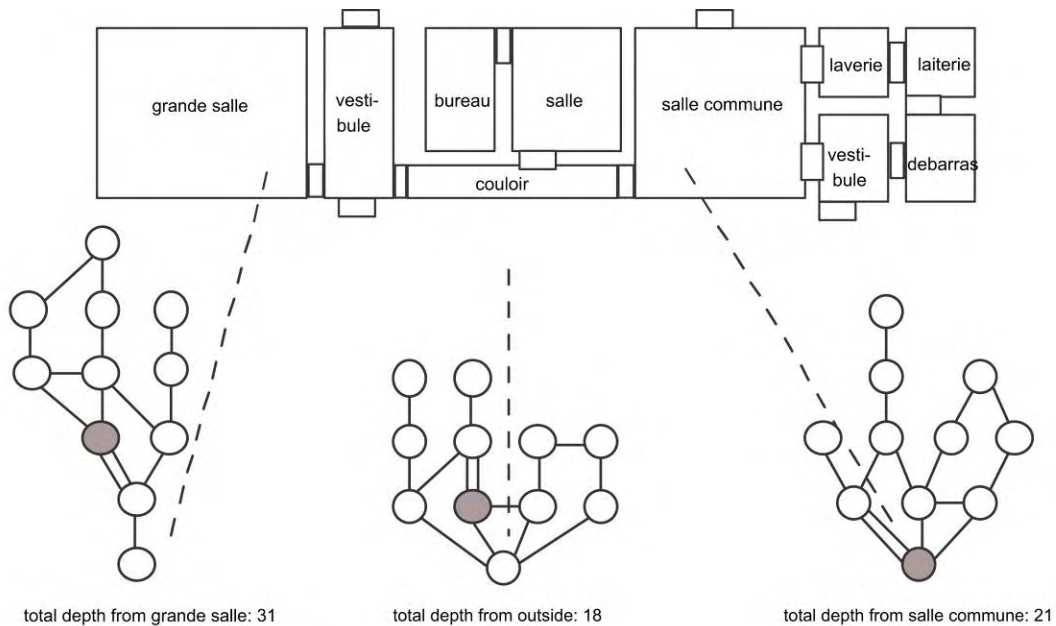 grande salle
vesti-
bule
bureau
salle
salle commune
laverie
laiterie
couloir
vesti-
bule
debarras
total depth from grande salle: 31
total depth from outside: 18
total depth from salle commune: 21